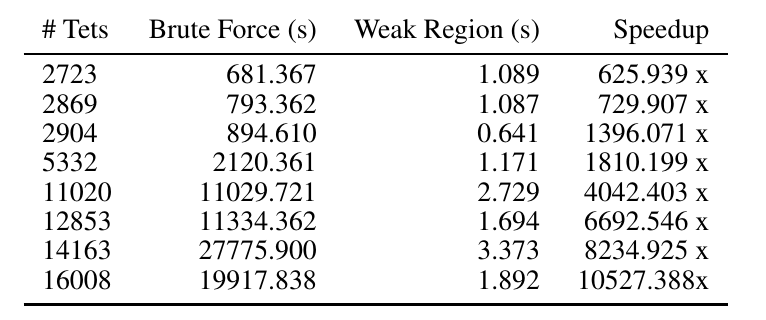 # Tets Brute Force (s) Weak Region (s) Speedup
2723 681.367 1.089 625.939 x
2869 793.362 1.087 729.907 x
2904 894.610 0.641 1396.071 x
5332 2120.361 1.171 1810.199 x
11020 11029.721 2.729 4042.403 x
12853 11334.362 1.694 6692.546 x
14163 27775.900 3.373 8234.925 x
16008 19917.838 1.892 10527.388x